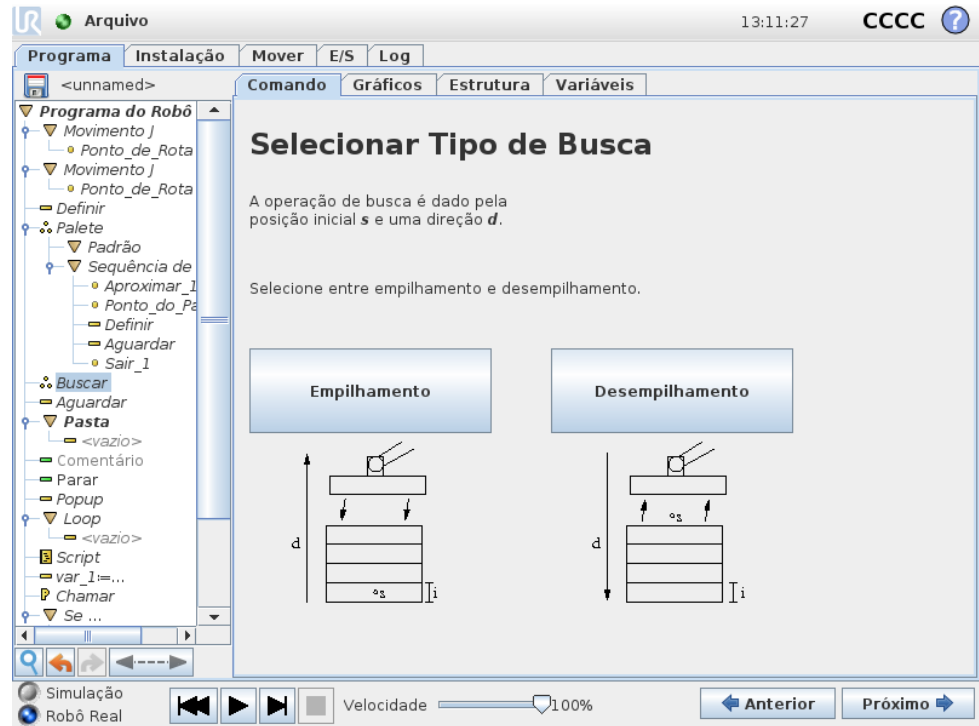 Arquivo
13:11:27
CCCC
?
Programa
Instalação
Mover
E/S
Log
<unnamed>
Comando
Gráficos
Estrutura
Variáveis
Programa do Robô
Movimento J
Ponto_de_Rota
Movimento J
Ponto_de_Rota
Definir
Palete
Padrão
Sequência de
Aproximar_1
Ponto_do_Pa
Definir
Aguardar
Sair_1
Buscar
Aguardar
Pasta
<vazio>
Comentário
Parar
Popup
Loop
<vazio>
Script
var_1:=...
Chamar
Se ...
Selecionar Tipo de Busca
A operação de busca é dado pela
posição inicial s e uma direção d.
Selecione entre empilhamento e desempilhamento.
Empilhamento
Desempilhamento
d
s
i
d
s
i
Simulação
Robô Real
Velocidade
100%
Anterior
Próximo